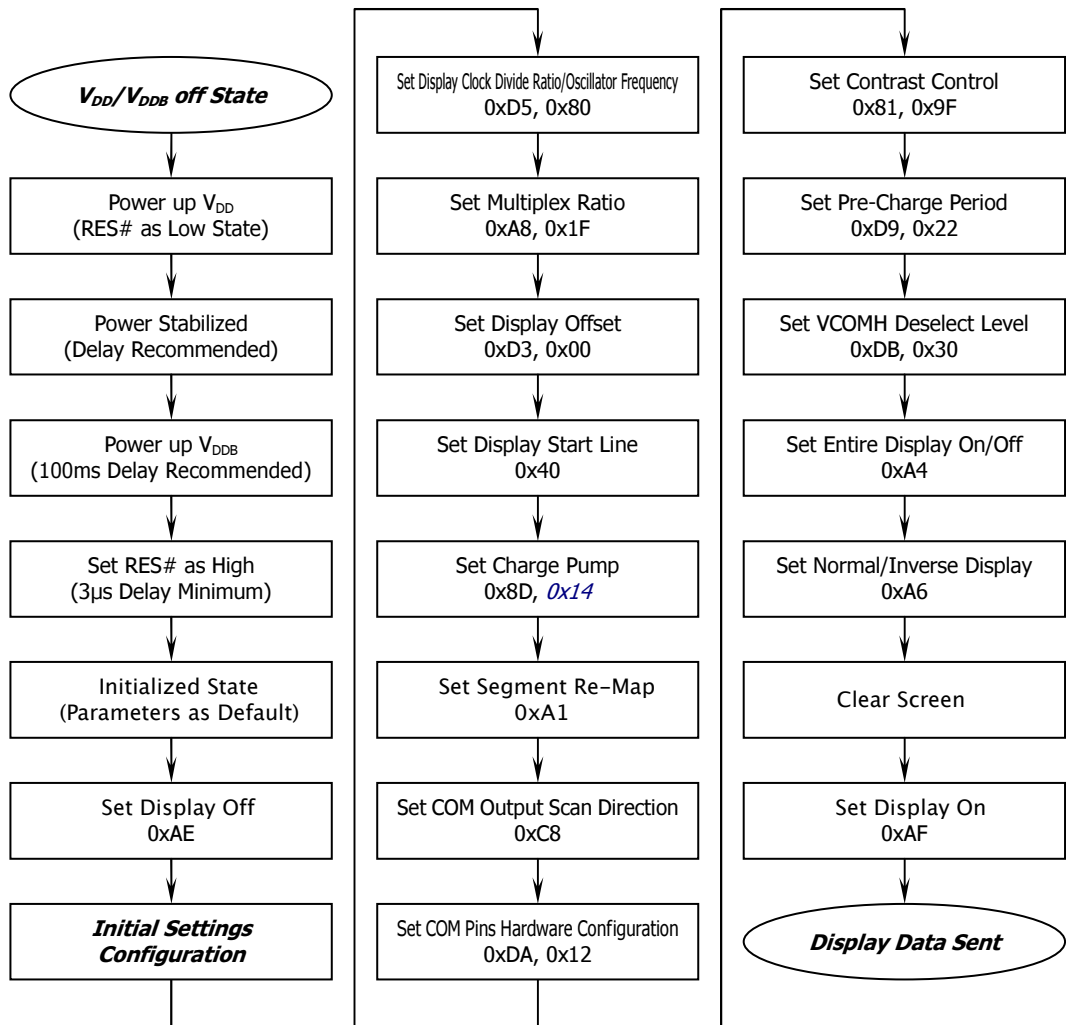 V_DD/V_DDB off State
Power up V_DD
(RES# as Low State)
Power Stabilized
(Delay Recommended)
Power up V_DDB
(100ms Delay Recommended)
Set RES# as High
(3µs Delay Minimum)
Initialized State
(Parameters as Default)
Set Display Off
0xAE
Initial Settings
Configuration
Set Display Clock Divide Ratio/Oscillator Frequency
0xD5, 0x80
Set Multiplex Ratio
0xA8, 0x1F
Set Display Offset
0xD3, 0x00
Set Display Start Line
0x40
Set Charge Pump
0x8D, 0x14
Set Segment Re-Map
0xA1
Set COM Output Scan Direction
0xC8
Set COM Pins Hardware Configuration
0xDA, 0x12
Set Contrast Control
0x81, 0x9F
Set Pre-Charge Period
0xD9, 0x22
Set VCOMH Deselect Level
0xDB, 0x30
Set Entire Display On/Off
0xA4
Set Normal/Inverse Display
0xA6
Clear Screen
Set Display On
0xAF
Display Data Sent